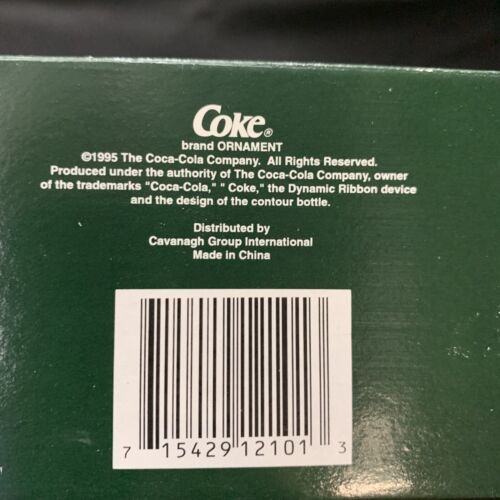 Coke®
brand ORNAMENT
©1995 The Coca-Cola Company. All Rights Reserved.
Produced under the authority of The Coca-Cola Company, owner
of the trademarks "Coca-Cola," " Coke," the Dynamic Ribbon device
and the design of the contour bottle.
Distributed by
Cavanagh Group International
Made in China
7 15429 12101 3